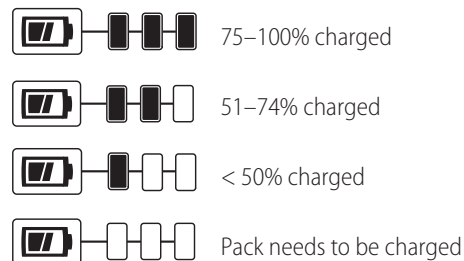 75–100% charged
51–74% charged
< 50% charged
Pack needs to be charged